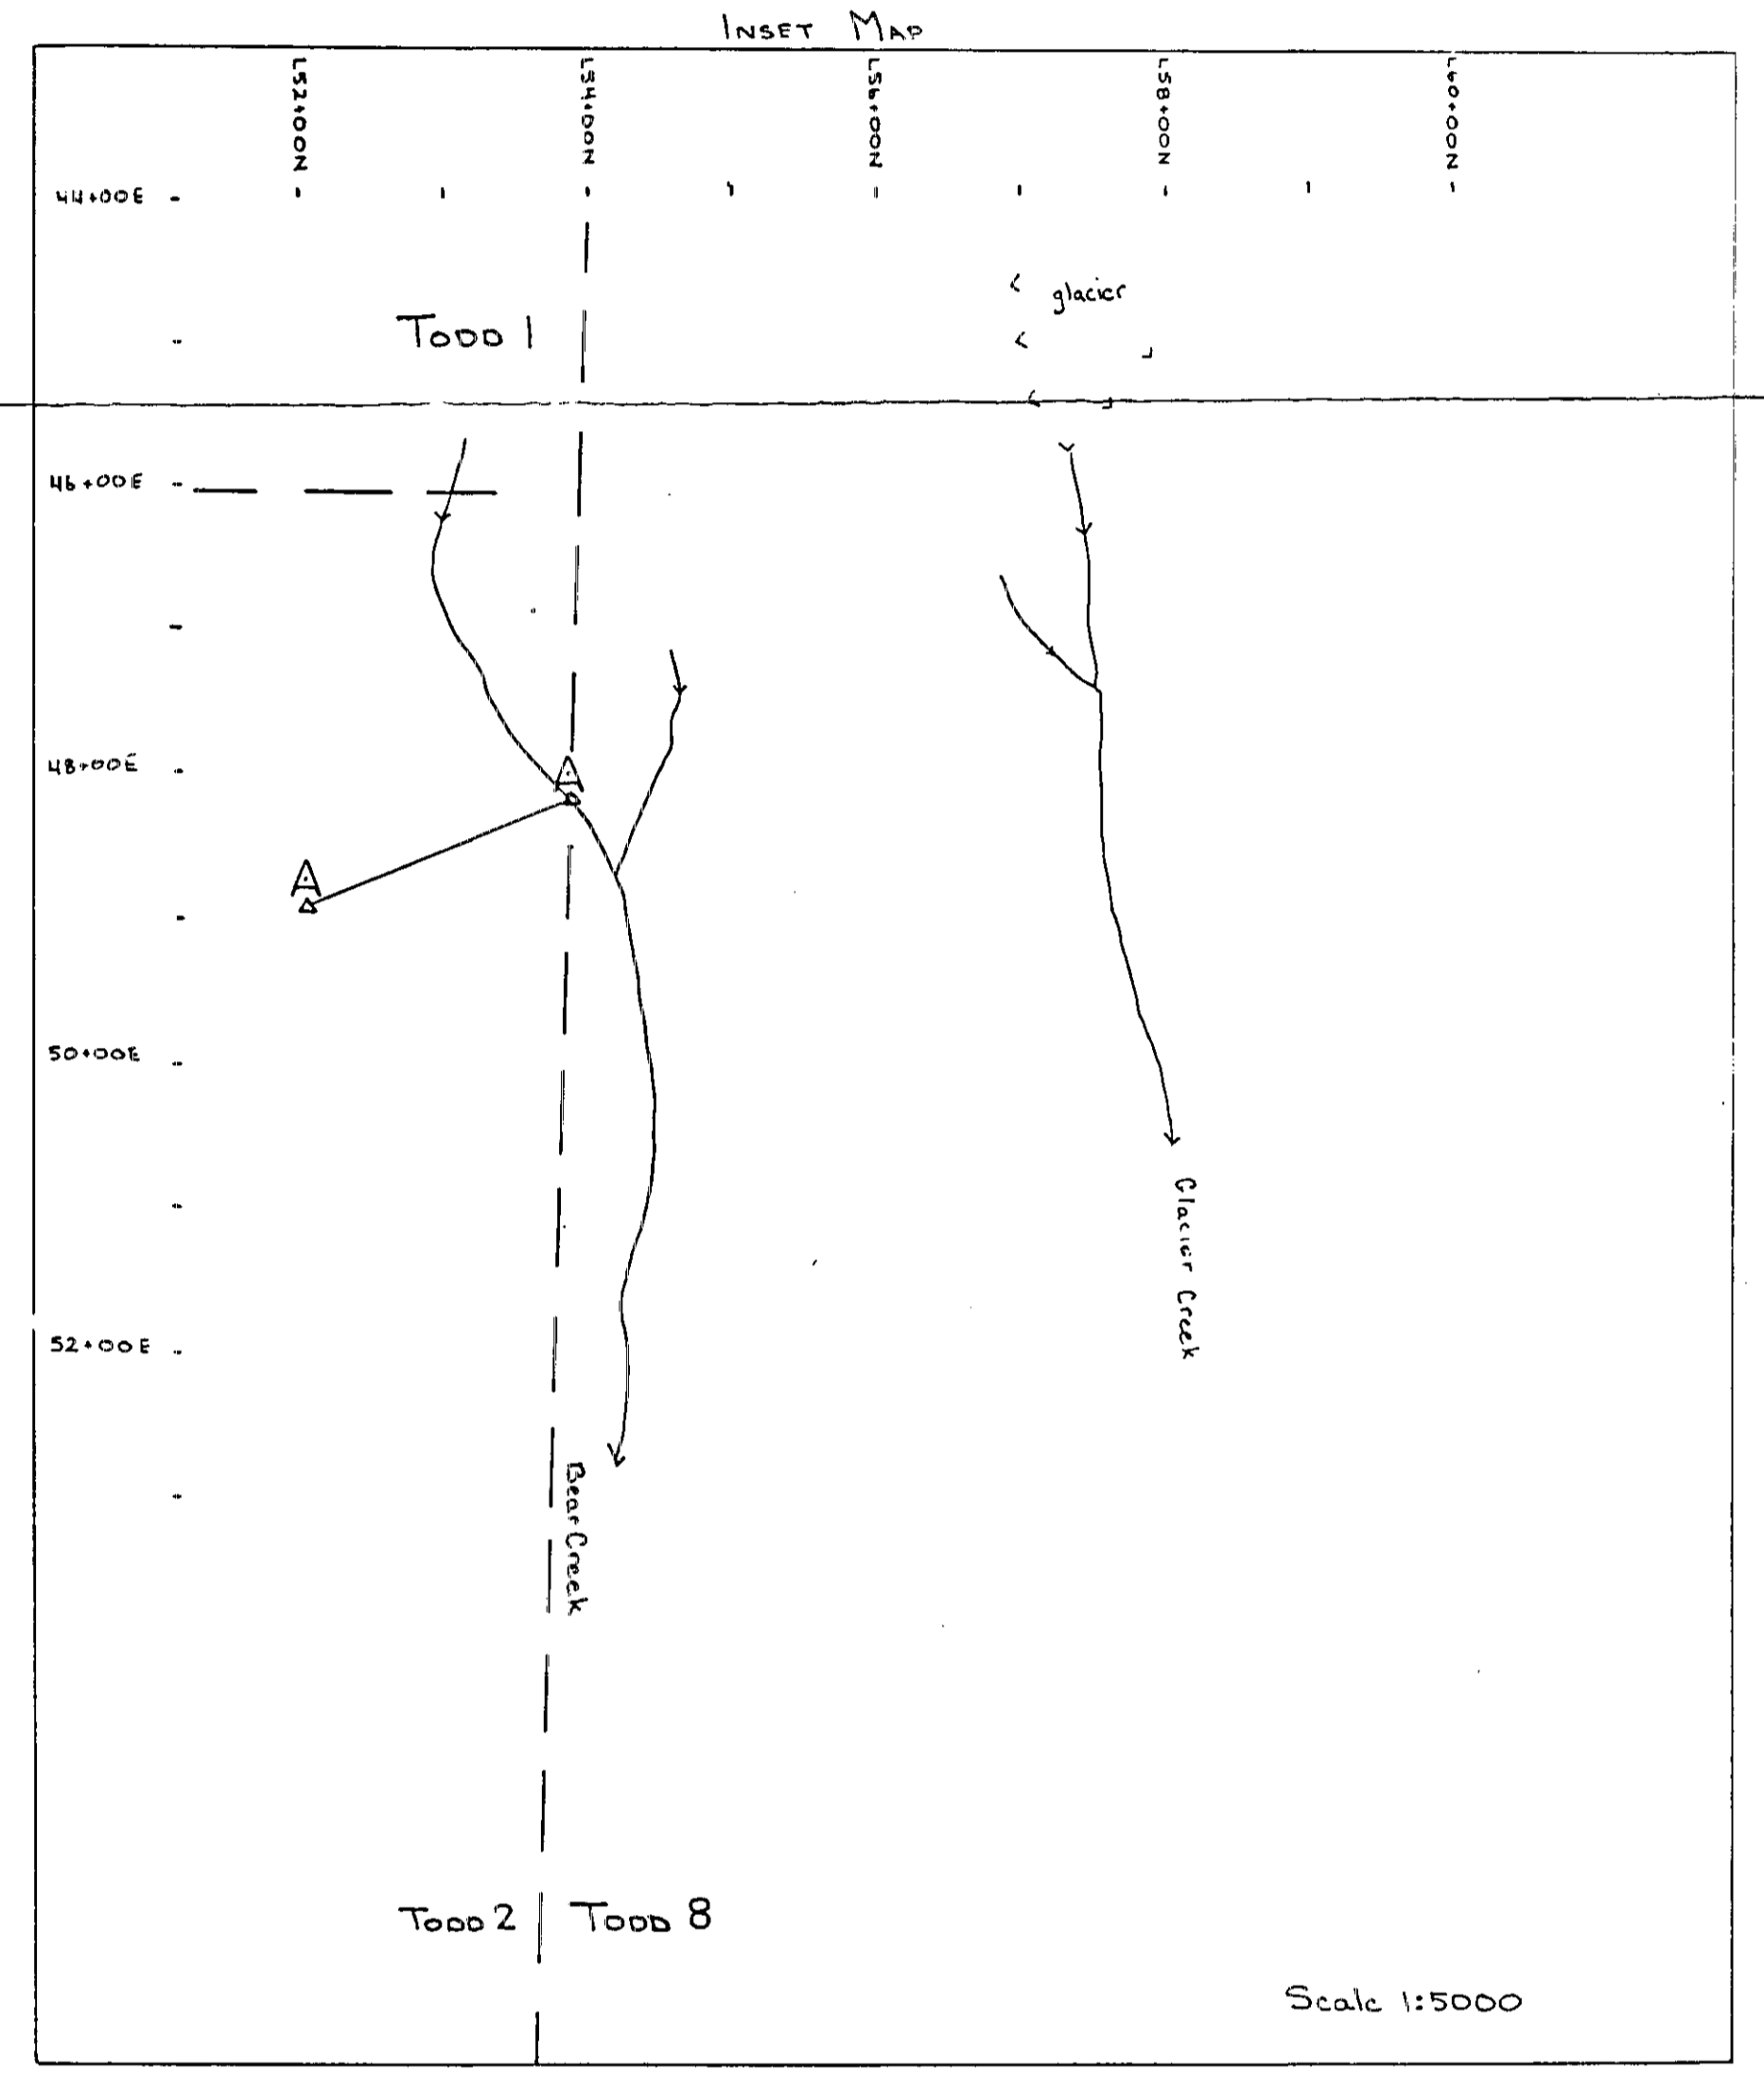 INSET MAP
L52+00N
L54+00N
L56+00N
L58+00N
L60+00N
44+00E
glacier
TODD 1
46+00E
48+00E
A
A
50+00E
Glacier Creek
52+00E
Bear Creek
TODD 2
TODD 8
Scale 1:5000